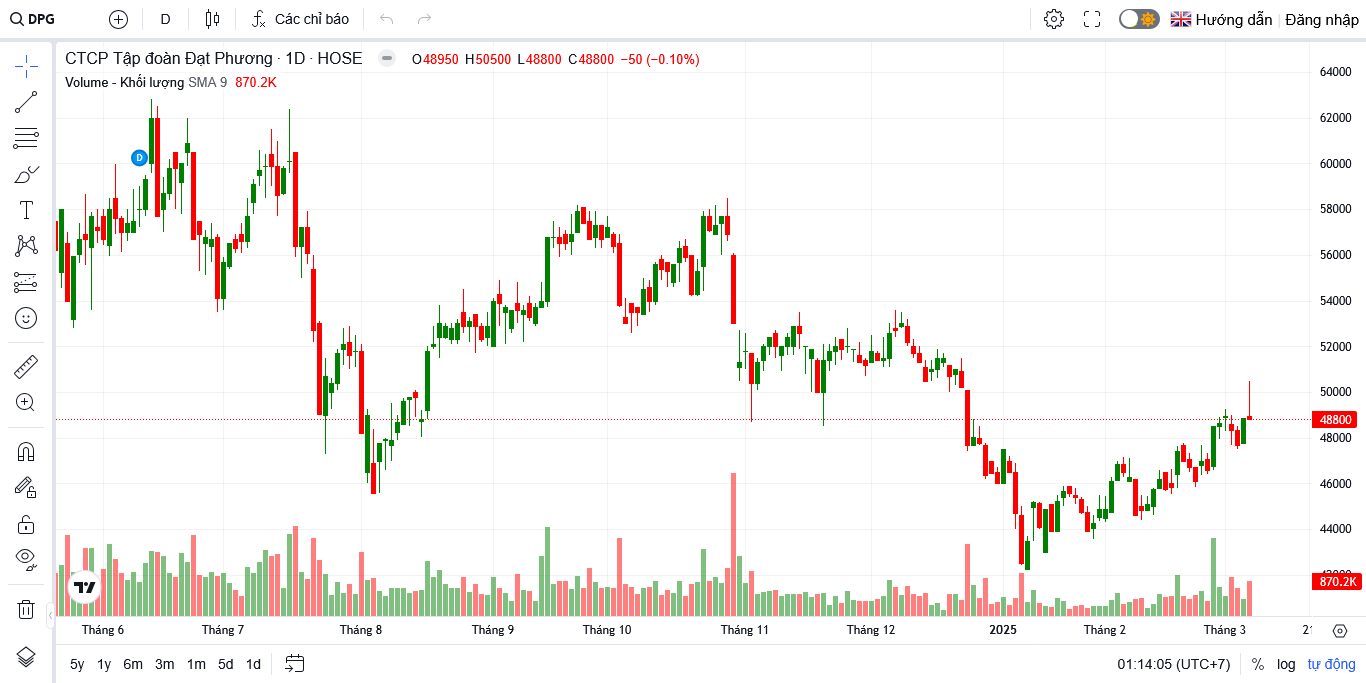 DPG D Các chỉ báo Hướng dẫn Đăng nhập
CTCP Tập đoàn Đạt Phương · 1D · HOSE O48950 H50500 L48800 C48800 −50 (−0.10%)
Volume - Khối lượng SMA 9 870.2K
64000
62000
D
60000
58000
56000
54000
52000
50000
48800
48000
46000
44000
870.2K
Tháng 6 Tháng 7 Tháng 8 Tháng 9 Tháng 10 Tháng 11 Tháng 12 2025 Tháng 2 Tháng 3
5y 1y 6m 3m 1m 5d 1d 01:14:05 (UTC+7) % log tự động